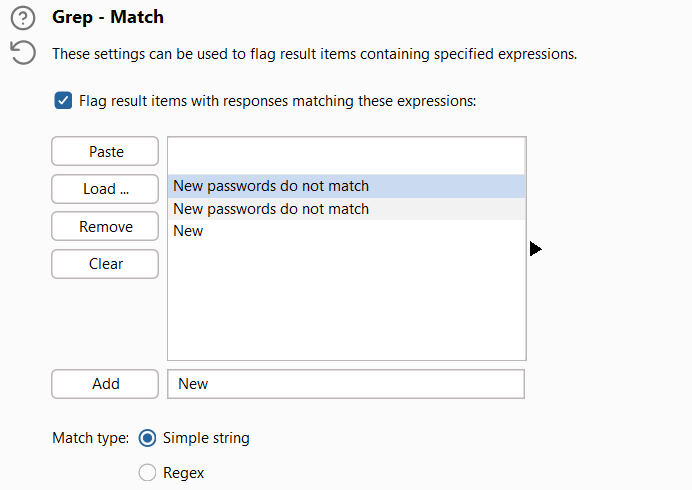 Grep - Match
These settings can be used to flag result items containing specified expressions.
Flag result items with responses matching these expressions:
Paste
Load ...
Remove
Clear
New passwords do not match
New passwords do not match
New
Add
New
Match type:
Simple string
Regex